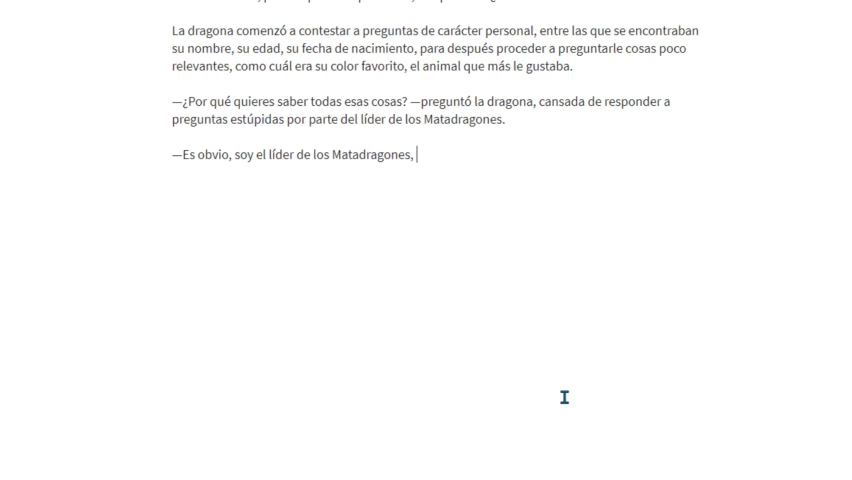 La dragona comenzó a contestar a preguntas de carácter personal, entre las que se encontraban
su nombre, su edad, su fecha de nacimiento, para después proceder a preguntarle cosas poco
relevantes, como cuál era su color favorito, el animal que más le gustaba.
—¿Por qué quieres saber todas esas cosas? —preguntó la dragona, cansada de responder a
preguntas estúpidas por parte del líder de los Matadragones.
—Es obvio, soy el líder de los Matadragones,